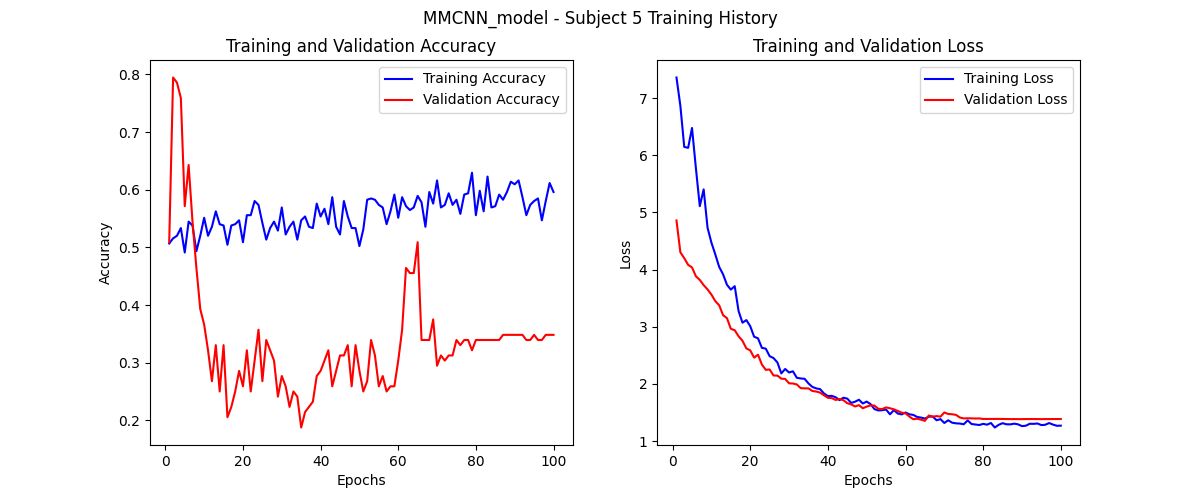 MMCNN_model - Subject 5 Training History
Training and Validation Accuracy
Training Accuracy
Validation Accuracy
0.8
0.7
0.6
0.5
0.4
0.3
0.2
Accuracy
0 20 40 60 80 100
Epochs
Training and Validation Loss
Training Loss
Validation Loss
7
6
5
4
3
2
1
Loss
0 20 40 60 80 100
Epochs